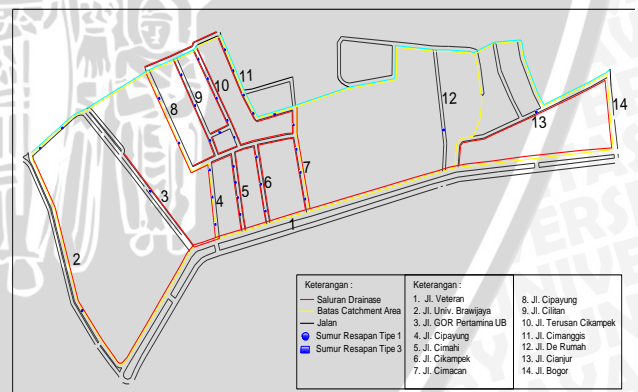 11
10
9
8
12
14
13
3
4
5
6
7
2
1
Keterangan :
Saluran Drainase
Batas Catchment Area
Jalan
Sumur Resapan Tipe 1
Sumur Resapan Tipe 3
Keterangan :
1. Jl. Veteran
2. Jl. Univ. Brawijaya
3. Jl. GOR Pertamina UB
4. Jl. Cipayung
5. Jl. Cimahi
6. Jl. Cikampek
7. Jl. Cimacan
8. Jl. Cipayung
9. Jl. Cilitan
10. Jl. Terusan Cikampek
11. Jl. Cimanggis
12. Jl. De Rumah
13. Jl. Cianjur
14. Jl. Bogor